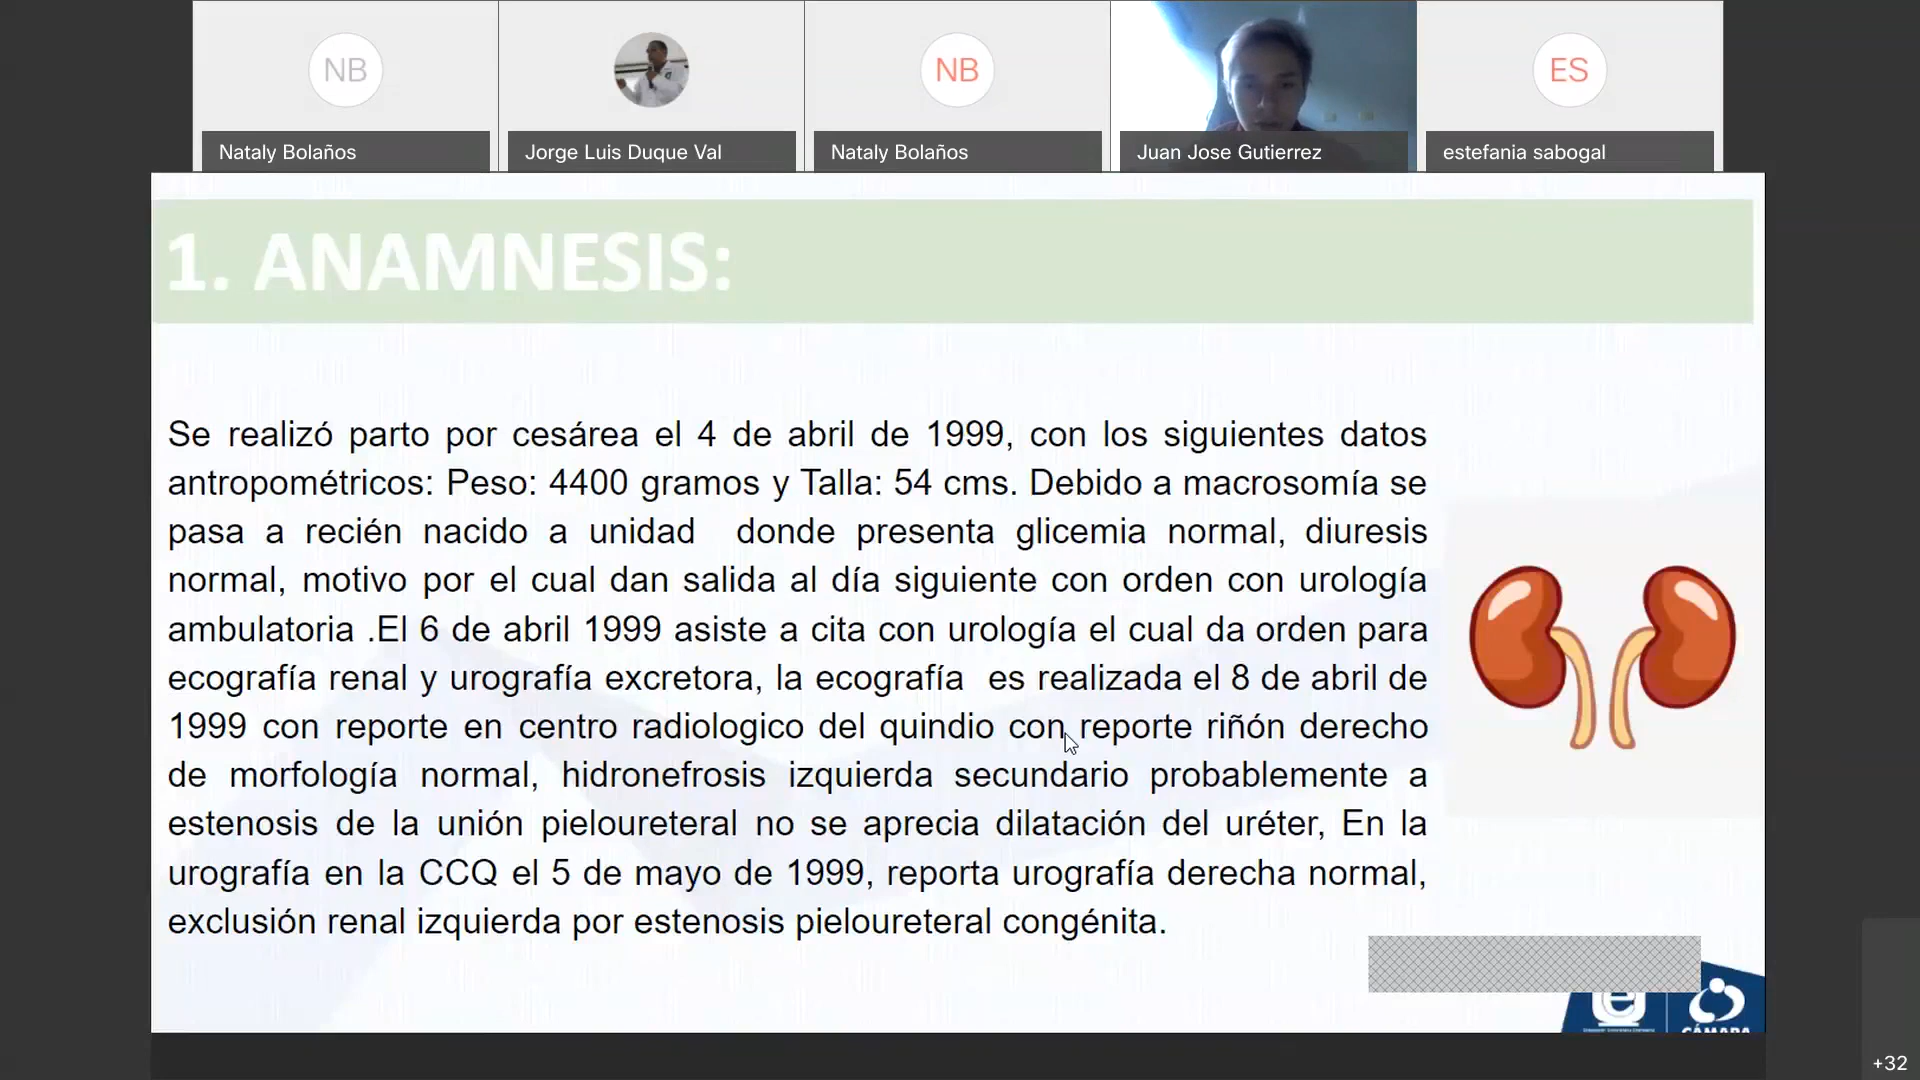 NB
NB
ES
Nataly Bolaños
Jorge Luis Duque Val
Nataly Bolaños
Juan Jose Gutierrez
estefania sabogal
1. ANAMNESIS:
Se realizó parto por cesárea el 4 de abril de 1999, con los siguientes datos
antropométricos: Peso: 4400 gramos y Talla: 54 cms. Debido a macrosomía se
pasa a recién nacido a unidad donde presenta glicemia normal, diuresis
normal, motivo por el cual dan salida al día siguiente con orden con urología
ambulatoria .El 6 de abril 1999 asiste a cita con urología el cual da orden para
ecografía renal y urografía excretora, la ecografía es realizada el 8 de abril de
1999 con reporte en centro radiologico del quindio con reporte riñón derecho
de morfología normal, hidronefrosis izquierda secundario probablemente a
estenosis de la unión pieloureteral no se aprecia dilatación del uréter, En la
urografía en la CCQ el 5 de mayo de 1999, reporta urografía derecha normal,
exclusión renal izquierda por estenosis pieloureteral congénita.
CÁMARA
+32